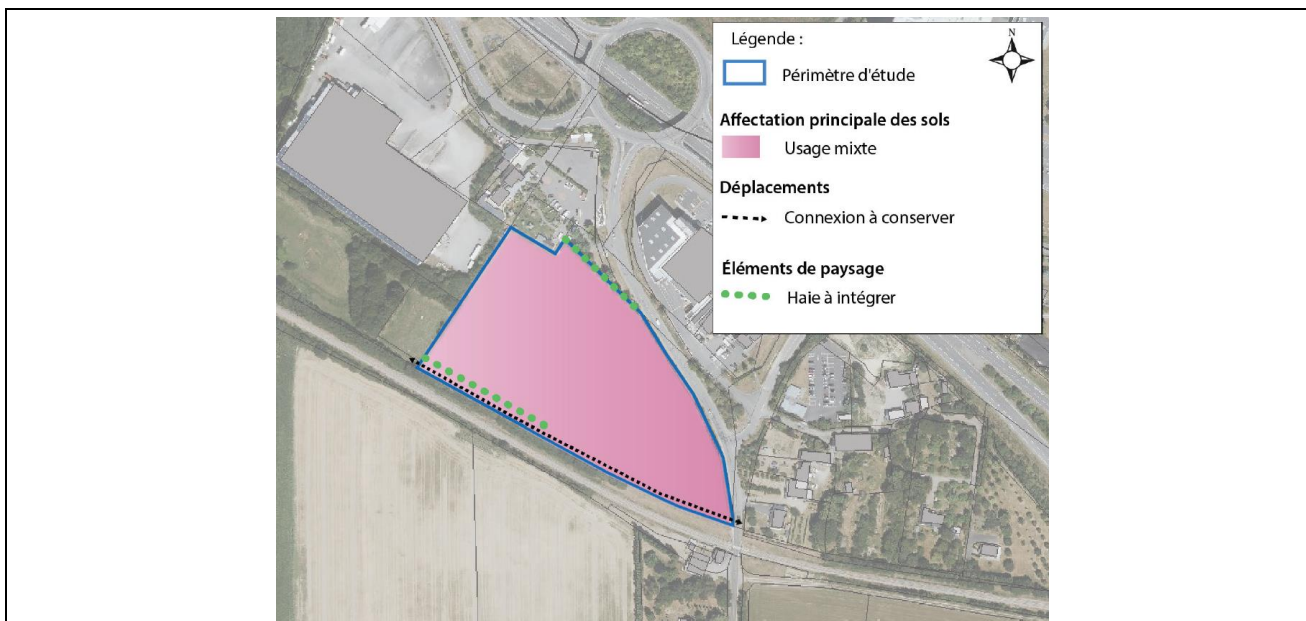 Légende :
N
Périmètre d'étude
Affectation principale des sols
Usage mixte
Déplacements
Connexion à conserver
Éléments de paysage
Haie à intégrer